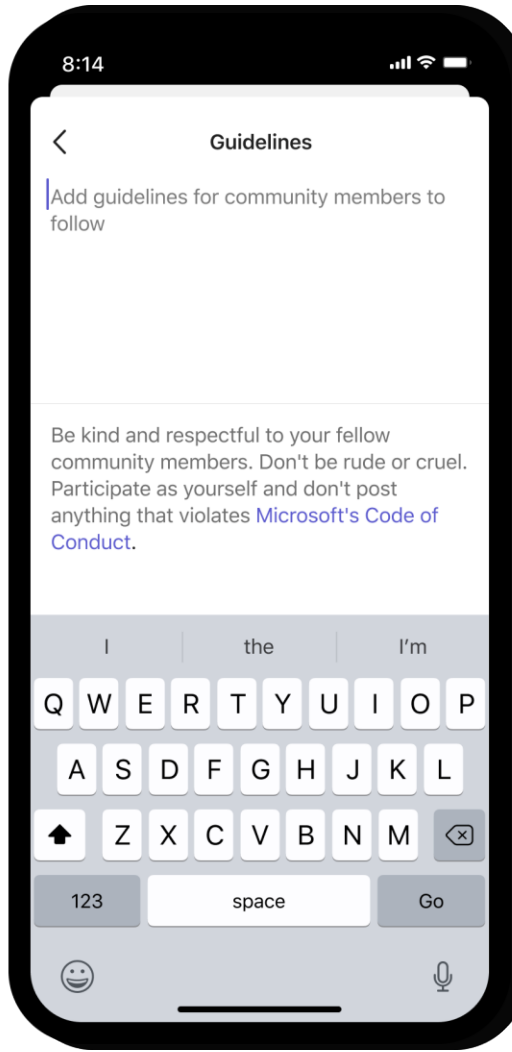 8:14
Guidelines
Add guidelines for community members to
follow
Be kind and respectful to your fellow
community members. Don't be rude or cruel.
Participate as yourself and don't post
anything that violates Microsoft's Code of
Conduct.
I the I'm
Q W E R T Y U I O P
A S D F G H J K L
Z X C V B N M
123 space Go